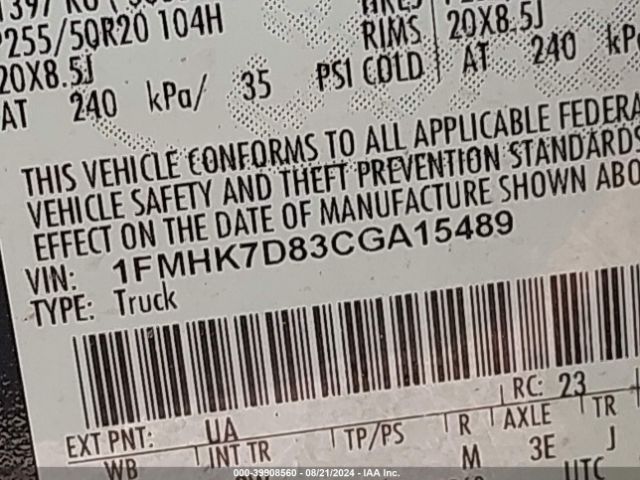 P255/50R20 104H
RIMS 20X8.5J
20X8.5J
AT 240 kPa/ 35 PSI COLD AT 240
THIS VEHICLE CONFORMS TO ALL APPLICABLE FEDERA
VEHICLE SAFETY AND THEFT PREVENTION STANDARDS
EFFECT ON THE DATE OF MANUFACTURE SHOWN ABO
VIN: 1FMHK7D83CGA15489
TYPE: Truck
RC: 23
EXT PNT: UA
WB INT TR TP/PS R AXLE TR
M 3E J
UTC
000-39908560 - 08/21/2024 - IAA Inc.